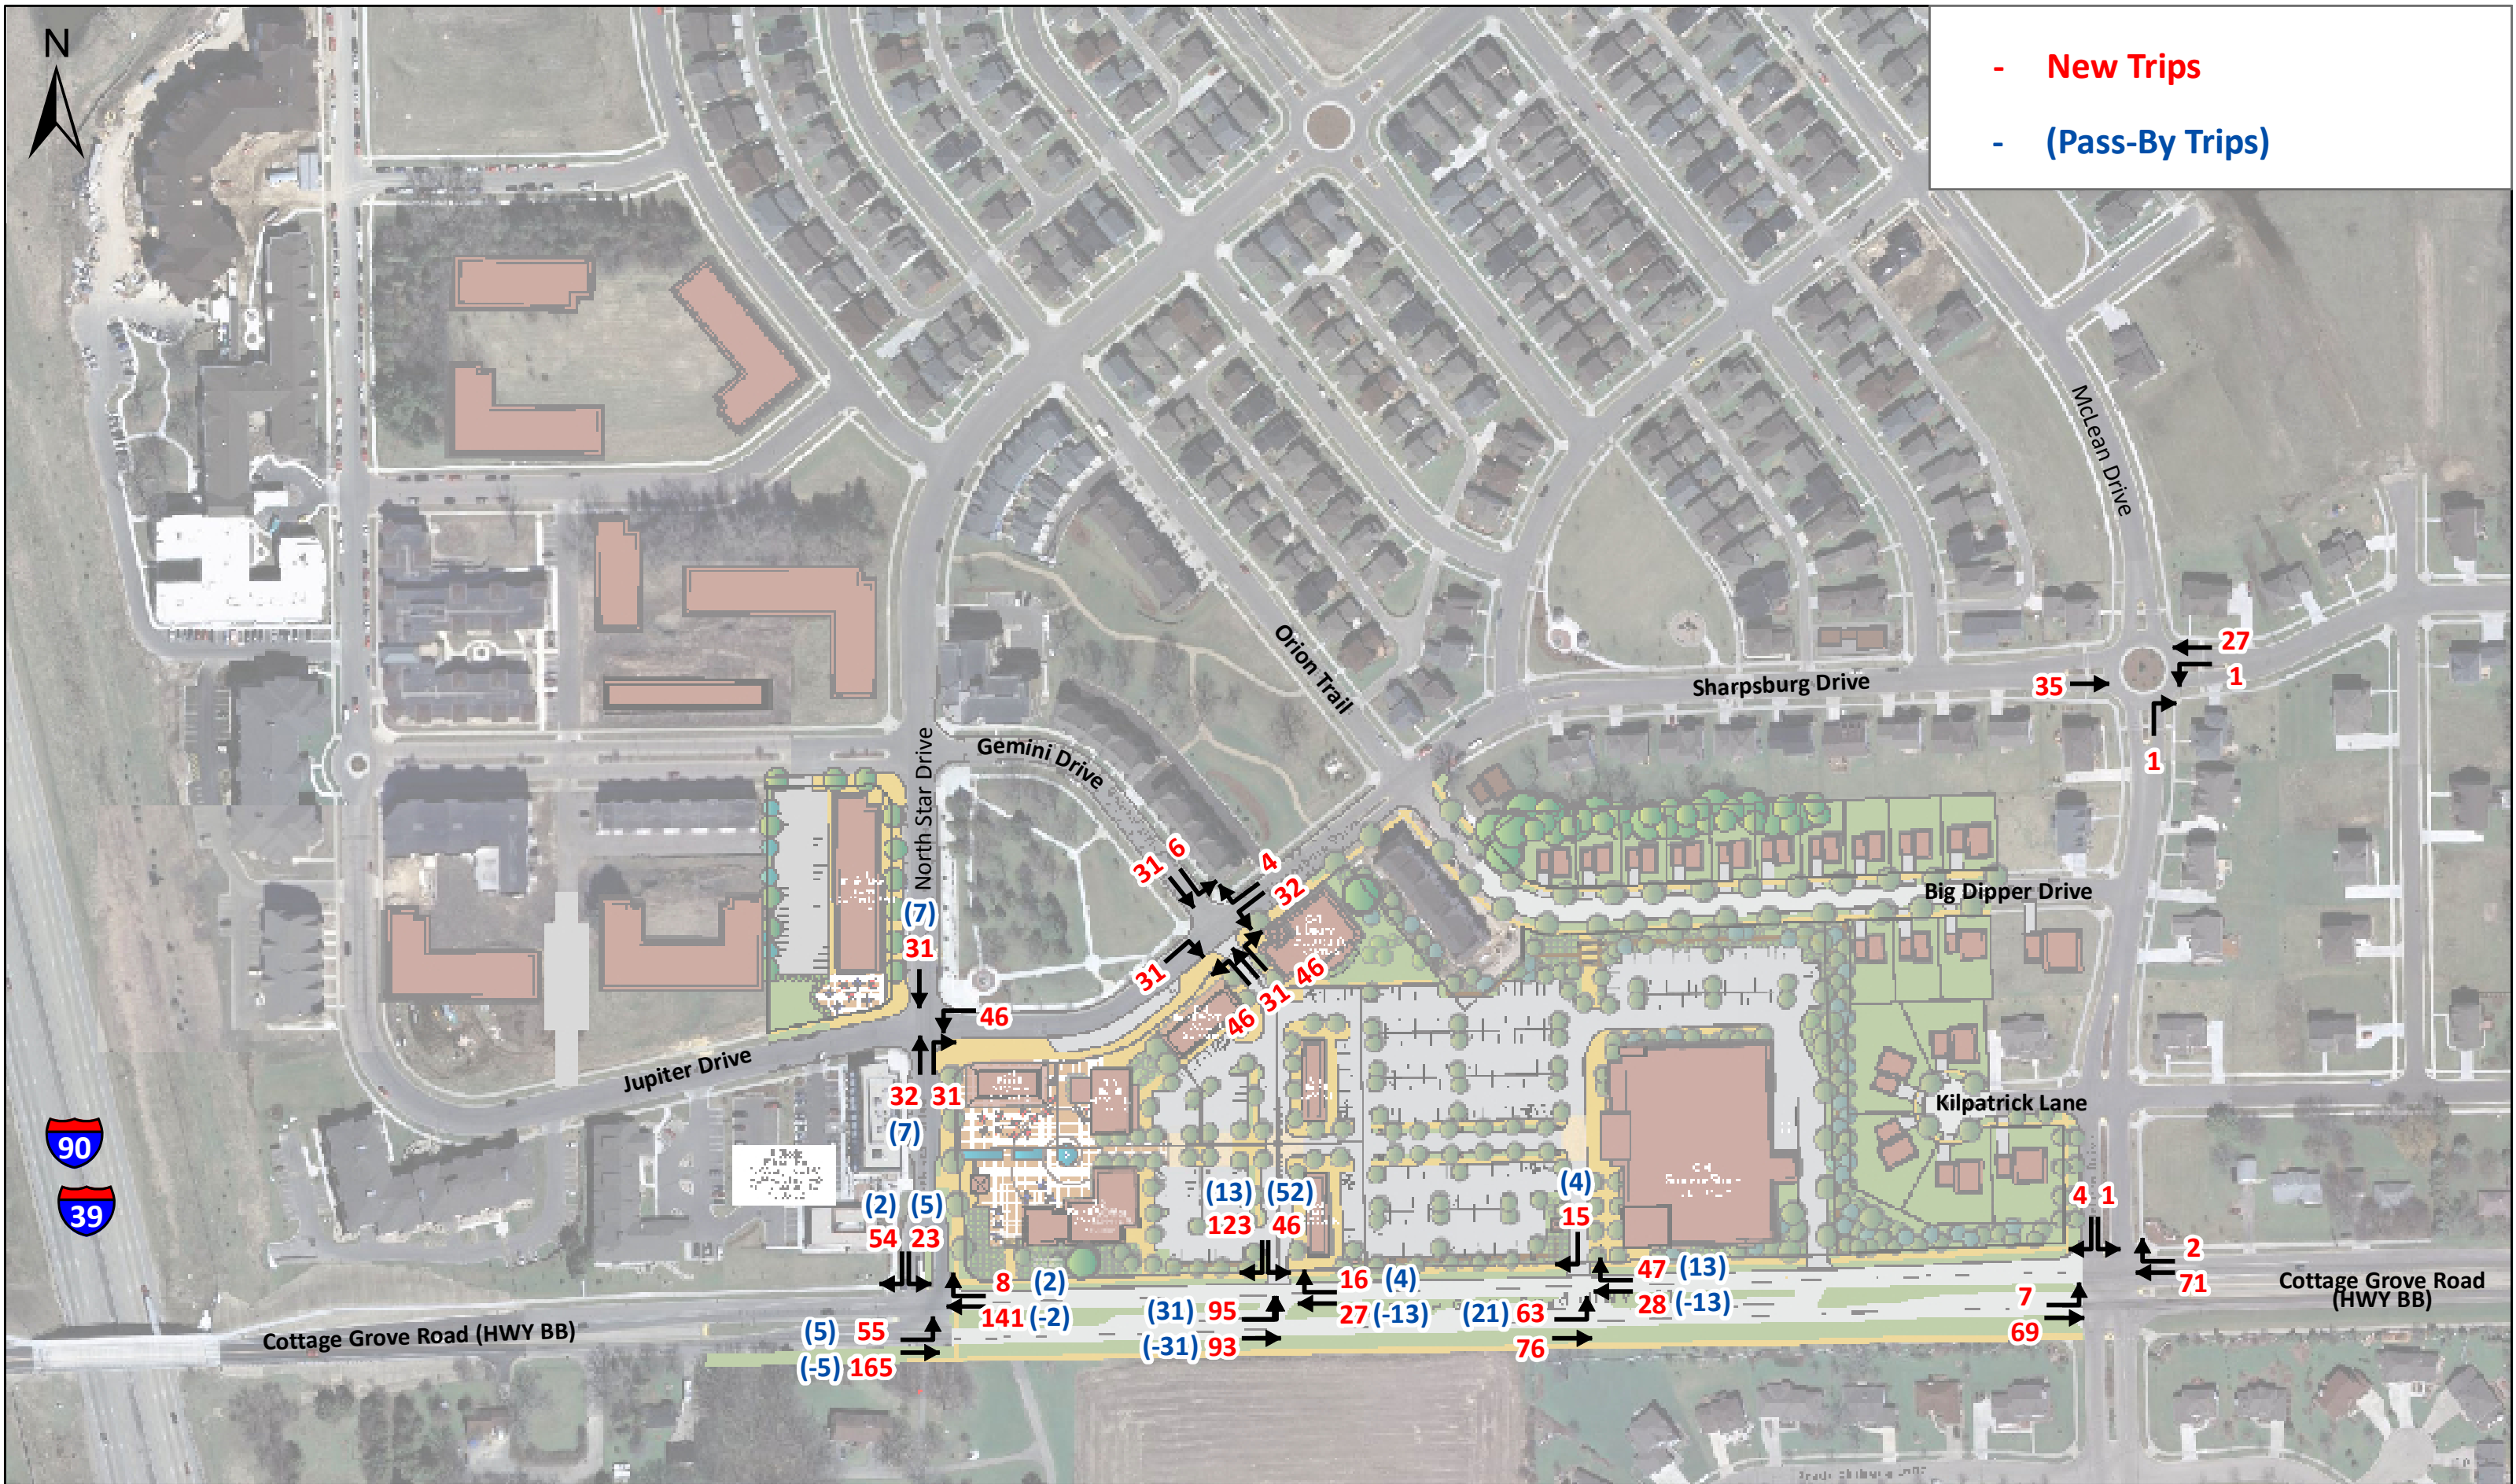 N
- New Trips
- (Pass-By Trips)
McLean Drive
Orion Trail
27
1
35
Sharpsburg Drive
1
North Star Drive
Gemini Drive
31 6
4
32
Big Dipper Drive
(7)
31
31
46
31
46
46
Jupiter Drive
32 31
(7)
Kilpatrick Lane
90
39
(2) (5)
54 23
(13) (52)
123 46
(4)
15
4 1
2
71
8 (2)
141 (-2)
16 (4)
27 (-13)
47 (13)
28 (-13)
(31) 95
(-31) 93
(21) 63
76
7
69
Cottage Grove Road
(HWY BB)
Cottage Grove Road (HWY BB)
(5) 55
(-5) 165